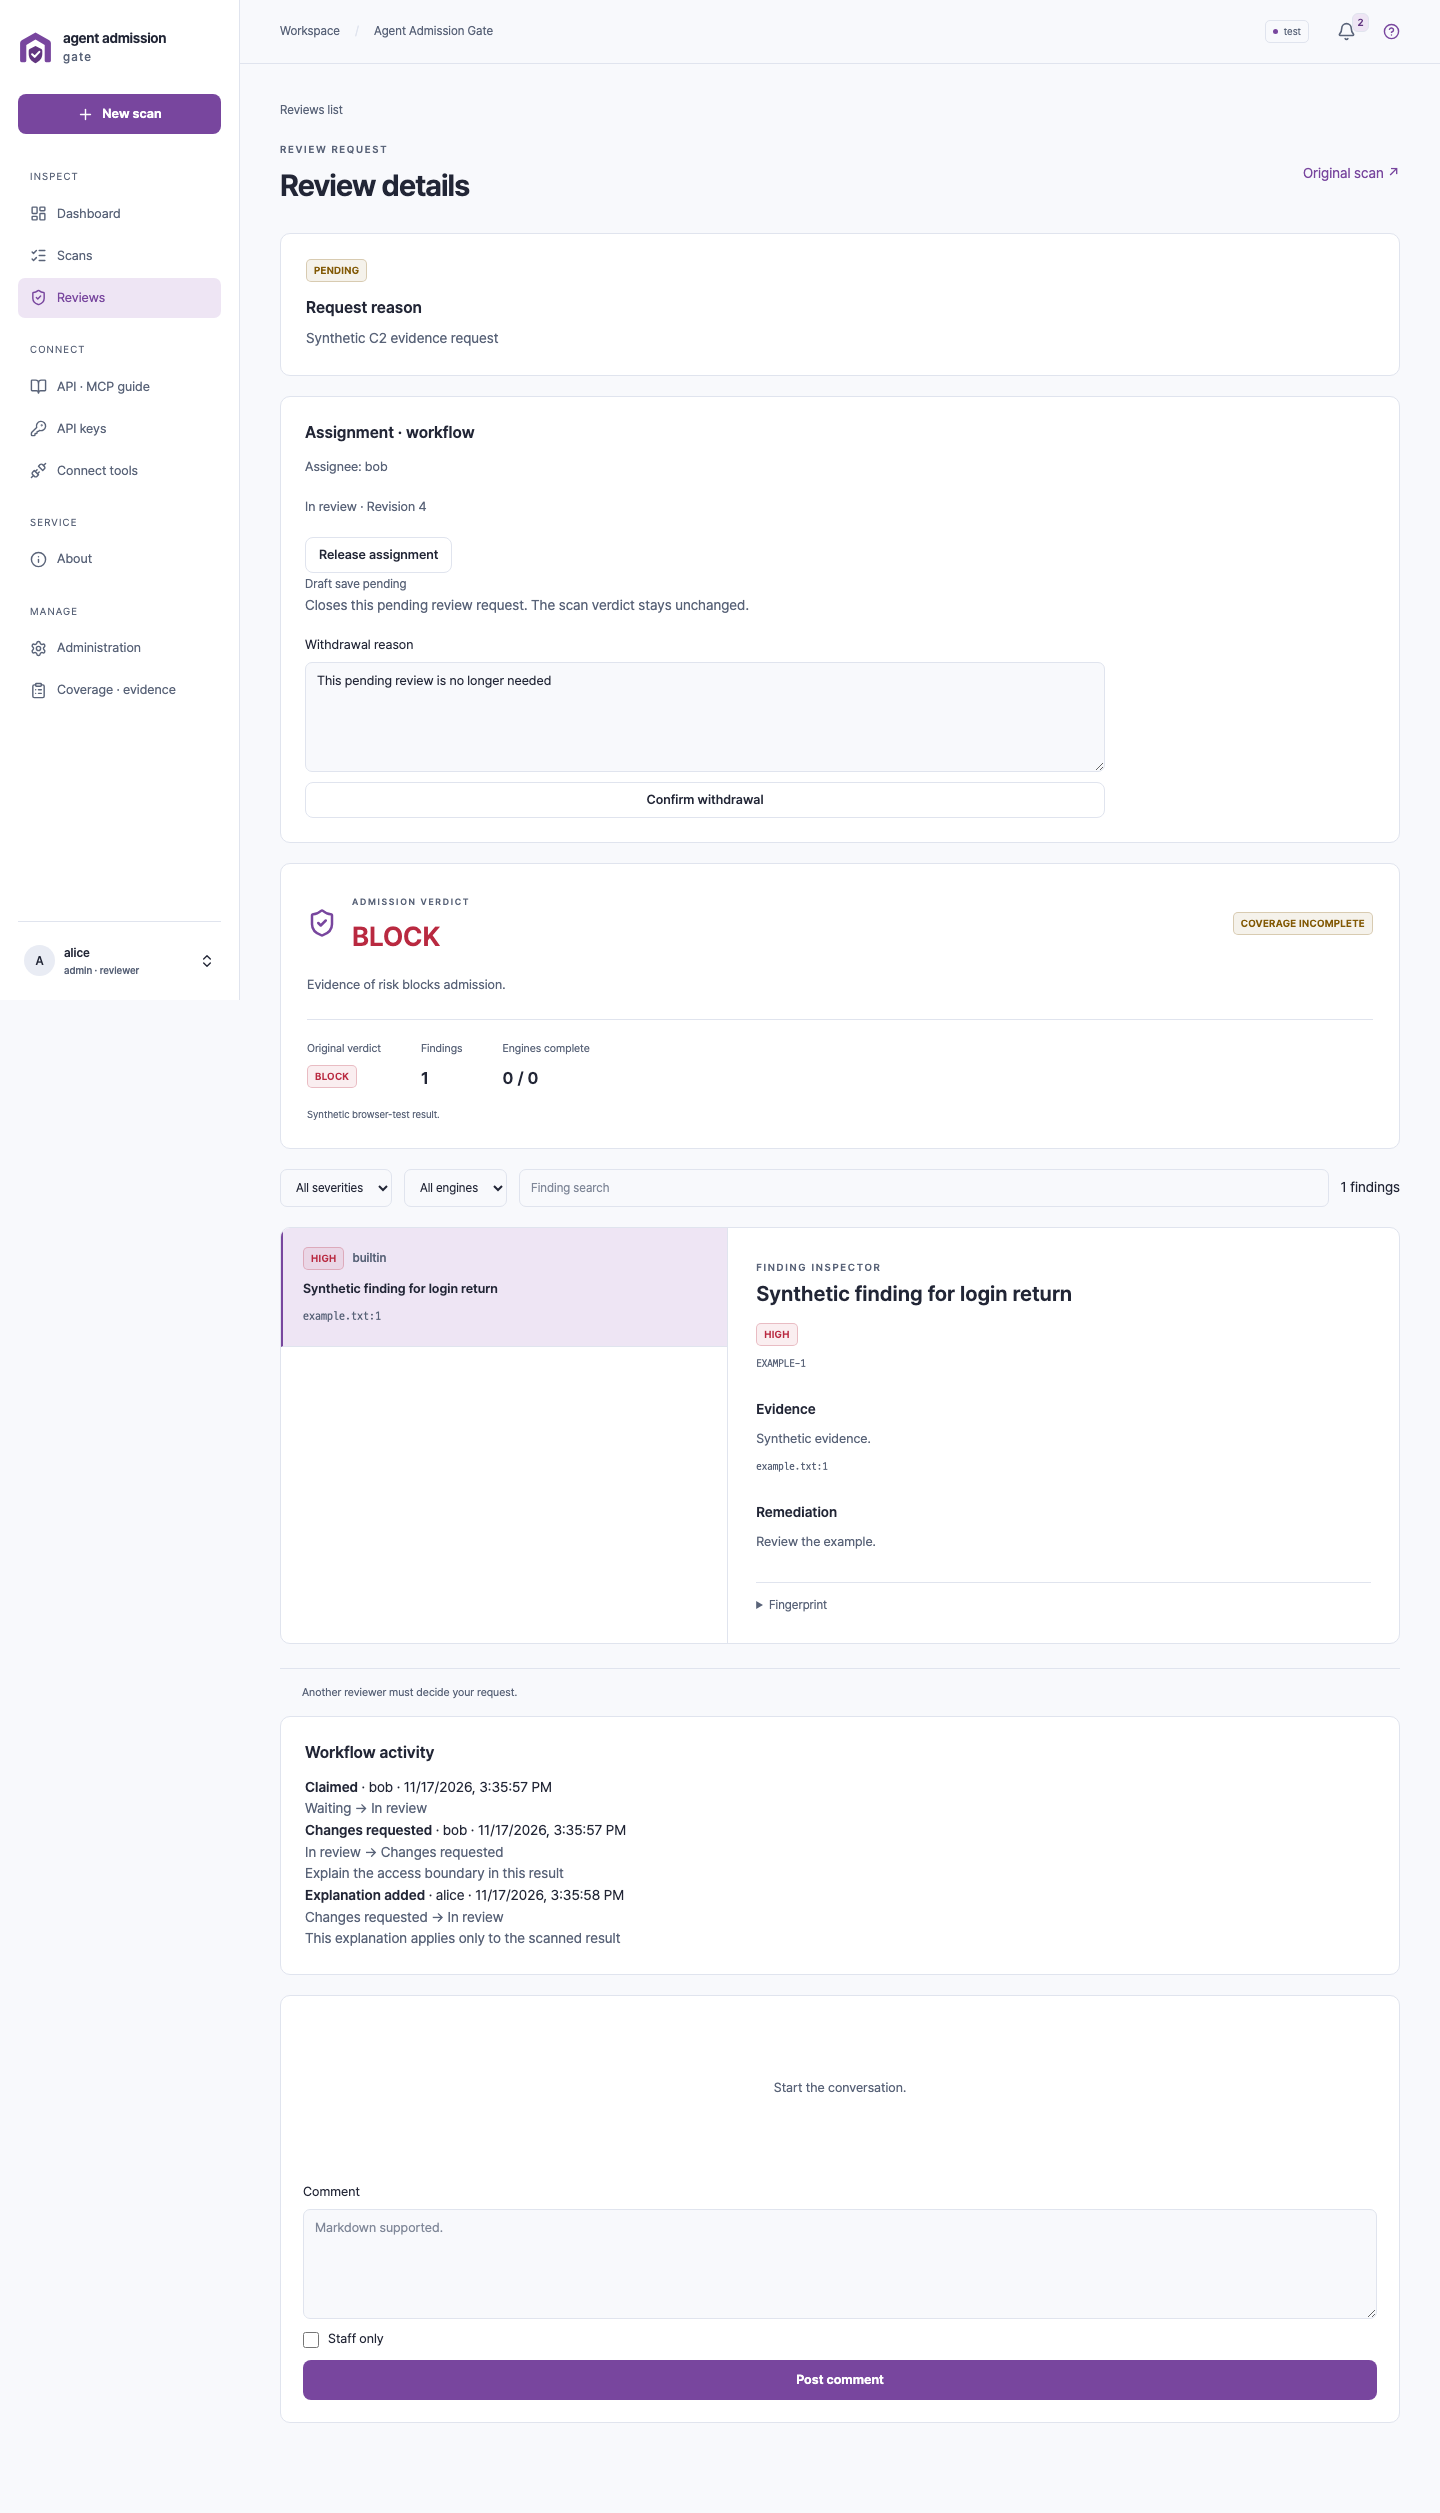 agent admission
gate
New scan
INSPECT
Dashboard
Scans
Reviews
CONNECT
API · MCP guide
API keys
Connect tools
SERVICE
About
MANAGE
Administration
Coverage · evidence
A
alice
admin · reviewer
Workspace / Agent Admission Gate
test
2
Reviews list
REVIEW REQUEST
Review details
Original scan ↗
PENDING
Request reason
Synthetic C2 evidence request
Assignment · workflow
Assignee: bob
In review · Revision 4
Release assignment
Draft save pending
Closes this pending review request. The scan verdict stays unchanged.
Withdrawal reason
This pending review is no longer needed
Confirm withdrawal
ADMISSION VERDICT
BLOCK
COVERAGE INCOMPLETE
Evidence of risk blocks admission.
Original verdict Findings Engines complete
BLOCK 1 0 / 0
Synthetic browser-test result.
All severities All engines Finding search 1 findings
HIGH builtin
Synthetic finding for login return
example.txt:1
FINDING INSPECTOR
Synthetic finding for login return
HIGH
EXAMPLE-1
Evidence
Synthetic evidence.
example.txt:1
Remediation
Review the example.
Fingerprint
Another reviewer must decide your request.
Workflow activity
Claimed · bob · 11/17/2026, 3:35:57 PM
Waiting → In review
Changes requested · bob · 11/17/2026, 3:35:57 PM
In review → Changes requested
Explain the access boundary in this result
Explanation added · alice · 11/17/2026, 3:35:58 PM
Changes requested → In review
This explanation applies only to the scanned result
Start the conversation.
Comment
Markdown supported.
Staff only
Post comment